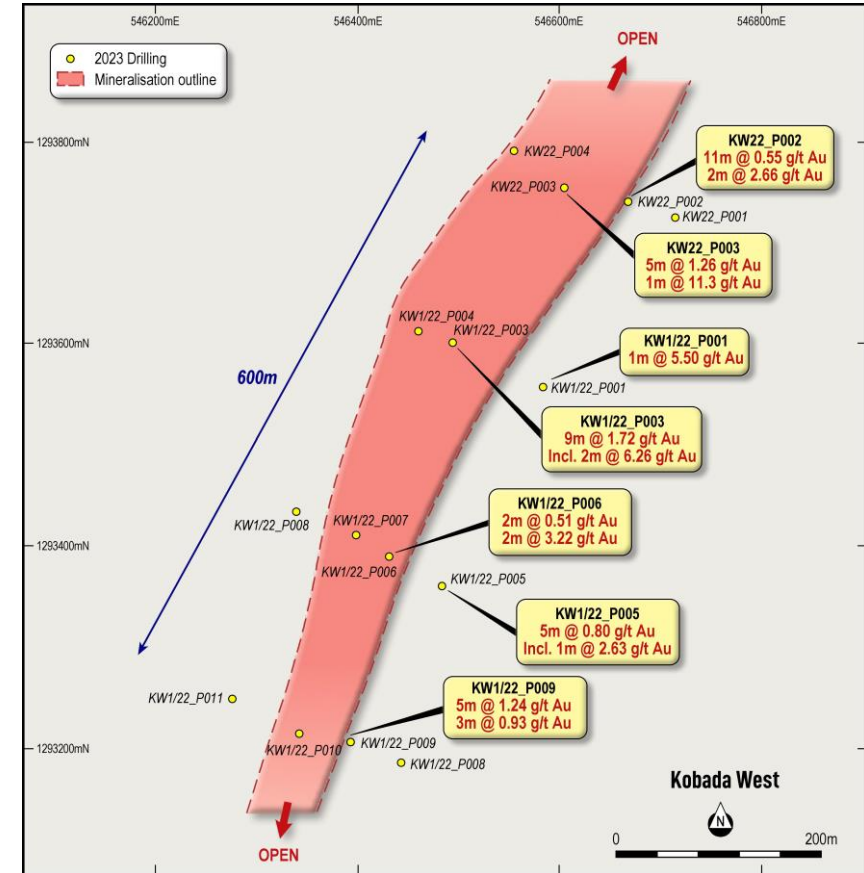 546200mE
546400mE
546600mE
546800mE
OPEN
2023 Drilling
Mineralisation outline
1293800mN
KW22_P004
KW22_P002
11m @ 0.55 g/t Au
2m @ 2.66 g/t Au
KW22_P003
KW22_P002
KW22_P001
KW22_P003
5m @ 1.26 g/t Au
1m @ 11.3 g/t Au
KW1/22_P004
KW1/22_P003
1293600mN
KW1/22_P001
1m @ 5.50 g/t Au
600m
KW1/22_P001
KW1/22_P003
9m @ 1.72 g/t Au
Incl. 2m @ 6.26 g/t Au
KW1/22_P008
KW1/22_P007
KW1/22_P006
2m @ 0.51 g/t Au
2m @ 3.22 g/t Au
1293400mN
KW1/22_P006
KW1/22_P005
KW1/22_P005
5m @ 0.80 g/t Au
Incl. 1m @ 2.63 g/t Au
KW1/22_P011
KW1/22_P009
5m @ 1.24 g/t Au
3m @ 0.93 g/t Au
1293200mN
KW1/22_P010
KW1/22_P009
KW1/22_P008
Kobada West
N
0
200m
OPEN